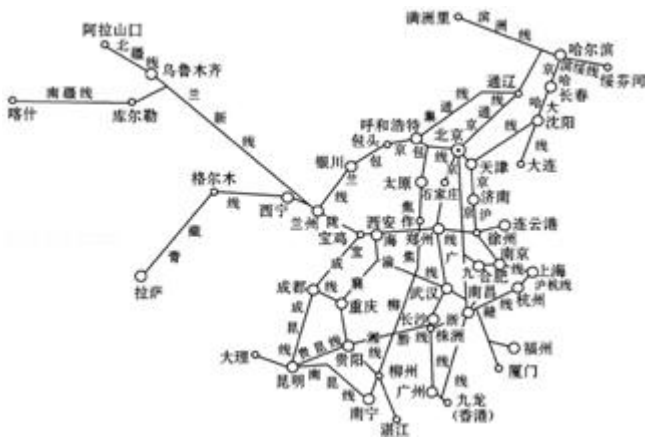 满洲里
滨洲线
哈尔滨
滨绥线
绥芬河
阿拉山口
北疆线
乌鲁木齐
南疆线
喀什
库尔勒
兰新线
京哈
长春
哈大线
沈阳
大连
通辽
集通线
京通线
呼和浩特
北京
包头
京包线
天津
银川
包兰线
太原
石家庄
京
济南
京沪
格尔木
西宁
兰州
青藏线
拉萨
陇海线
宝鸡
西安
焦作
郑州
徐州
连云港
宝成线
成都
襄渝线
重庆
武汉
京广线
京九线
合肥
南京
上海
沪杭线
杭州
南昌
长沙
浙赣线
株洲
焦柳线
成昆线
贵昆线
湘黔线
贵阳
大理
昆明
南昆线
南宁
柳州
湛江
广州
九龙
(香港)
福州
厦门